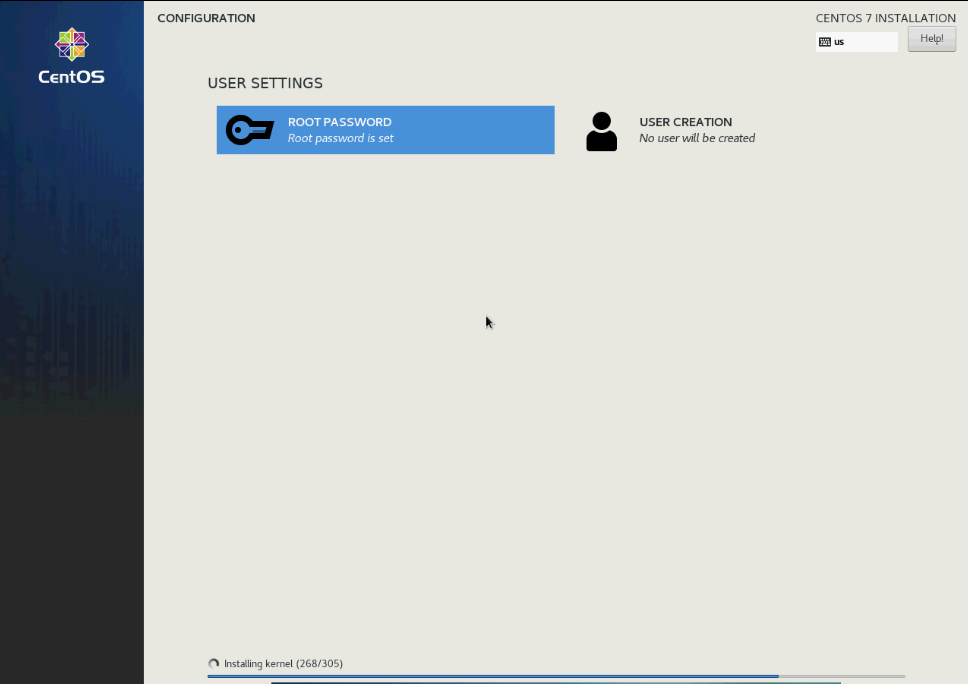 CentOS
CONFIGURATION
CENTOS 7 INSTALLATION
us
Help!
USER SETTINGS
ROOT PASSWORD
Root password is set
USER CREATION
No user will be created
Installing kernel (268/305)